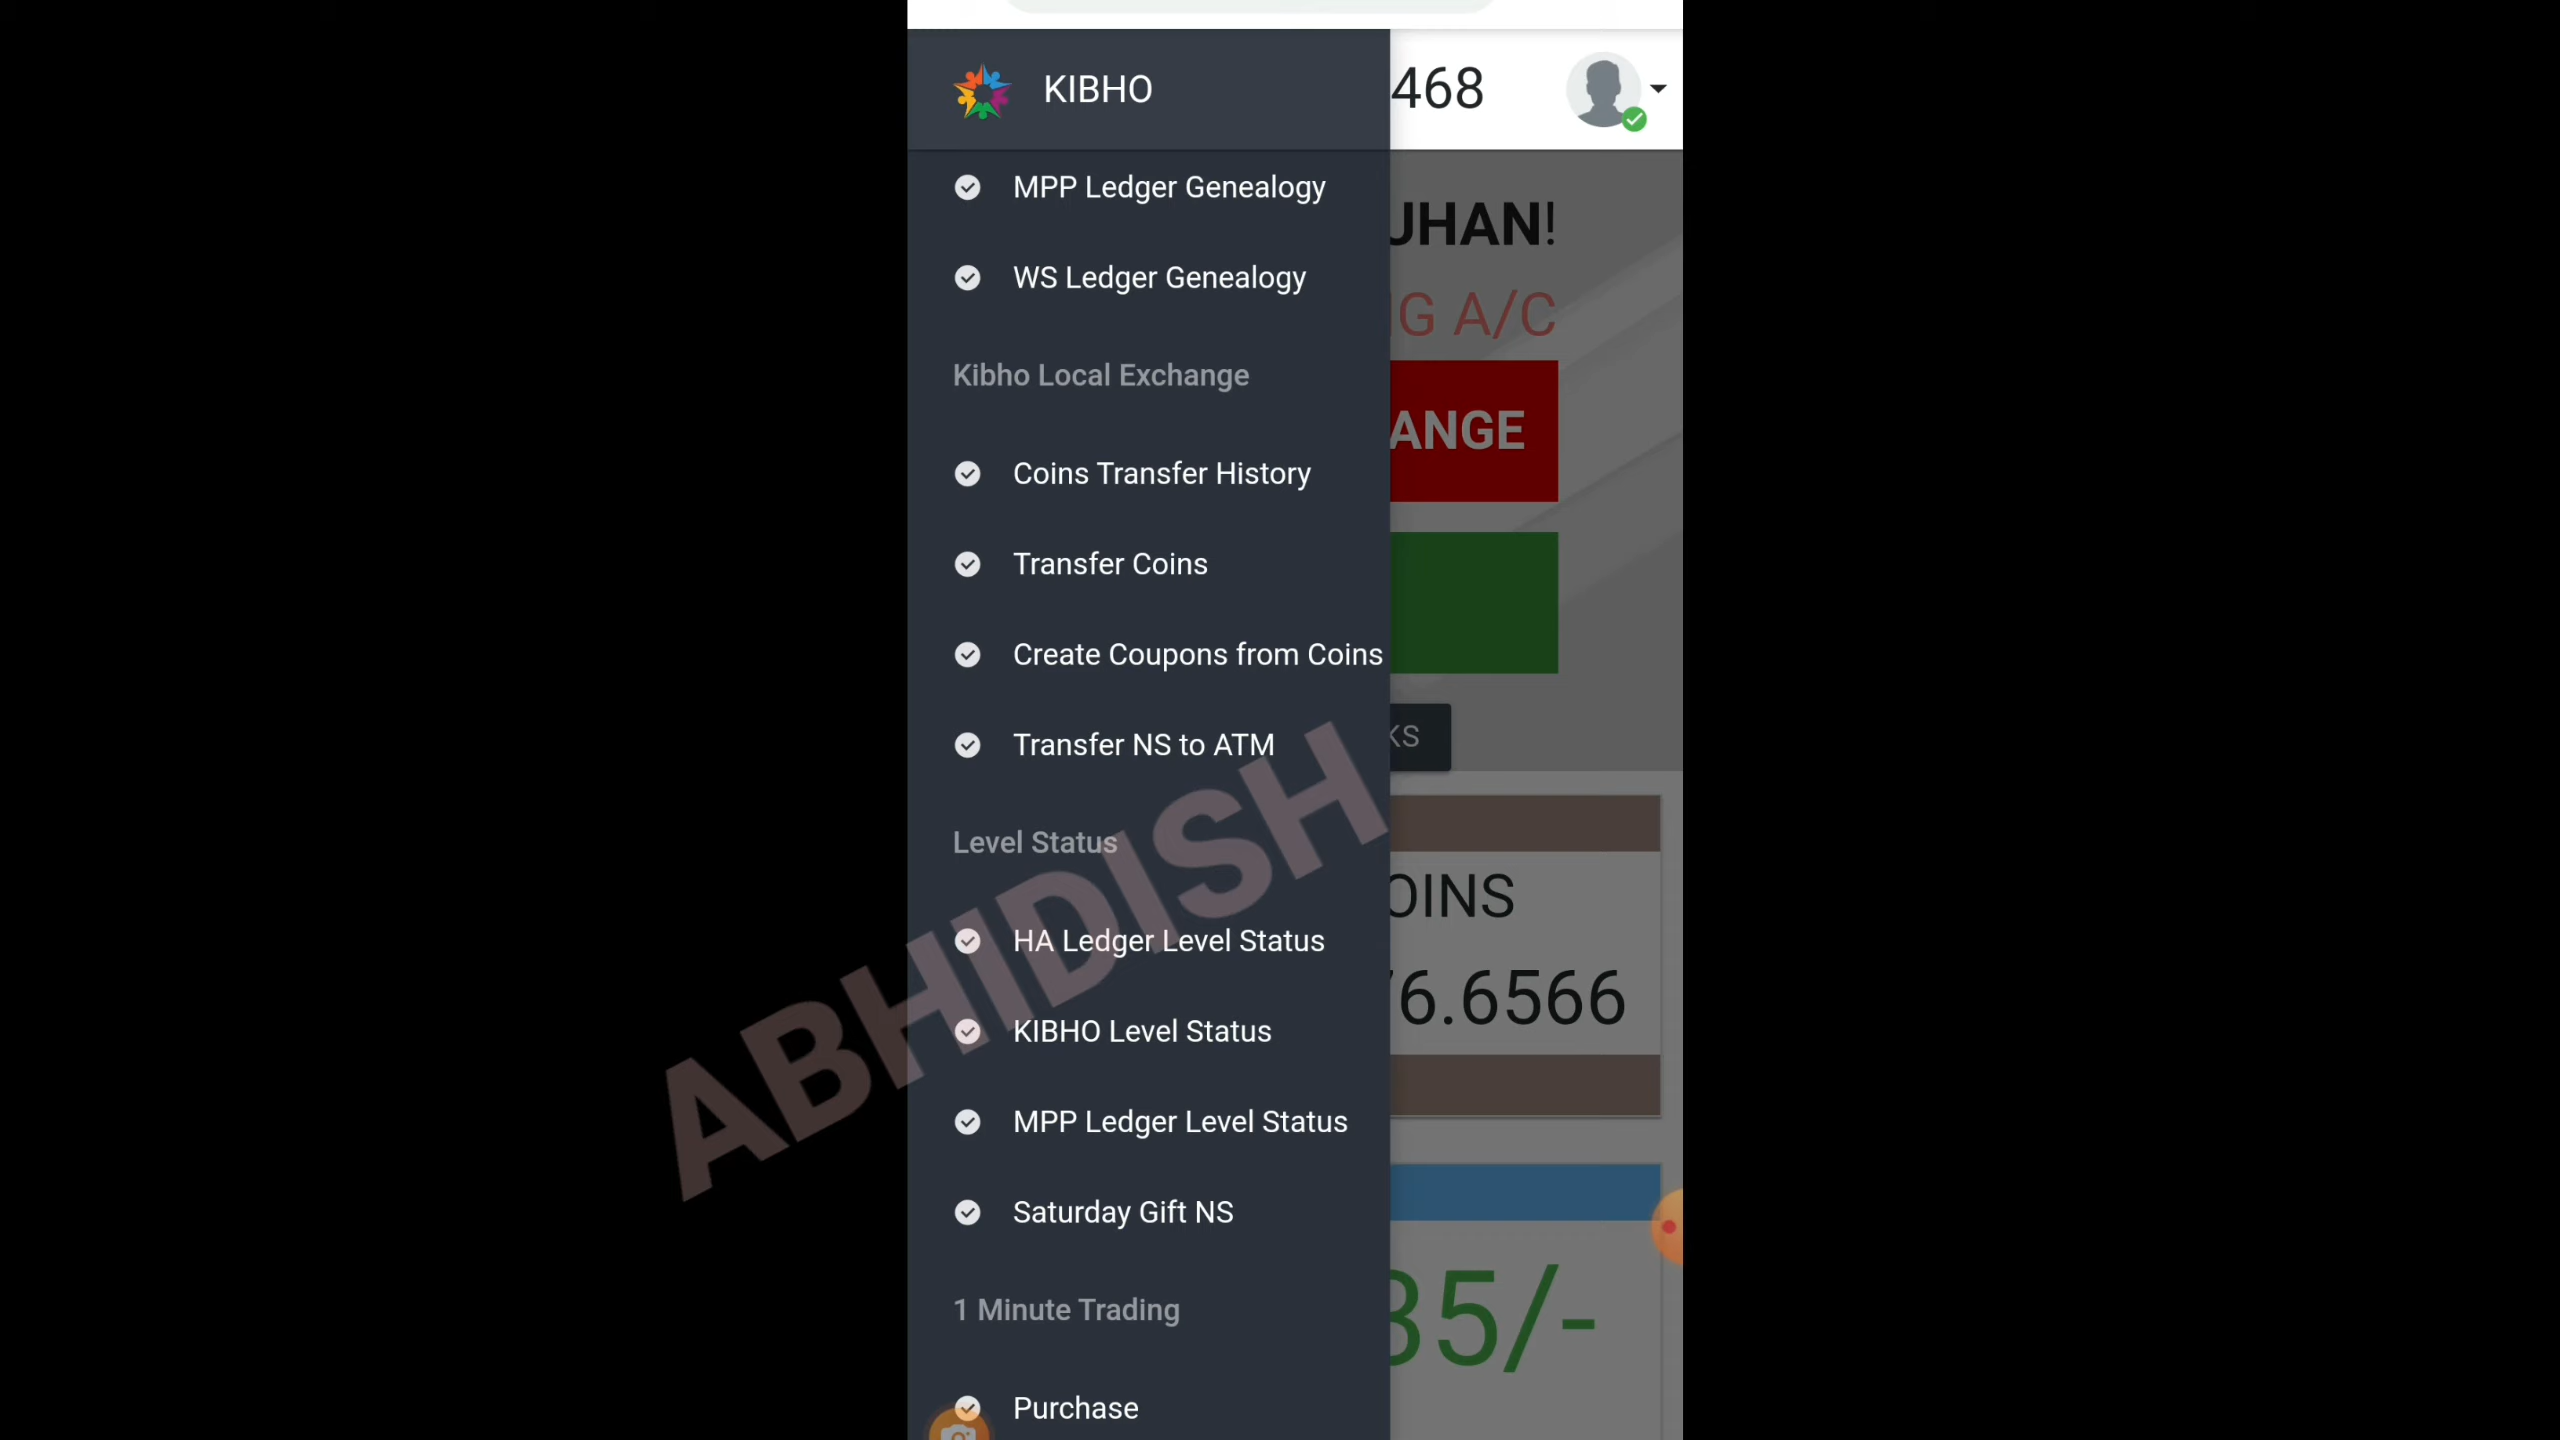 KIBHO
468
MPP Ledger Genealogy
UHAN!
WS Ledger Genealogy
G A/C
Kibho Local Exchange
ANGE
Coins Transfer History
Transfer Coins
Create Coupons from Coins
Transfer NS to ATM
KS
Level Status
OINS
HA Ledger Level Status
6.6566
KIBHO Level Status
MPP Ledger Level Status
Saturday Gift NS
1 Minute Trading
35/-
Purchase
ABHIDISH